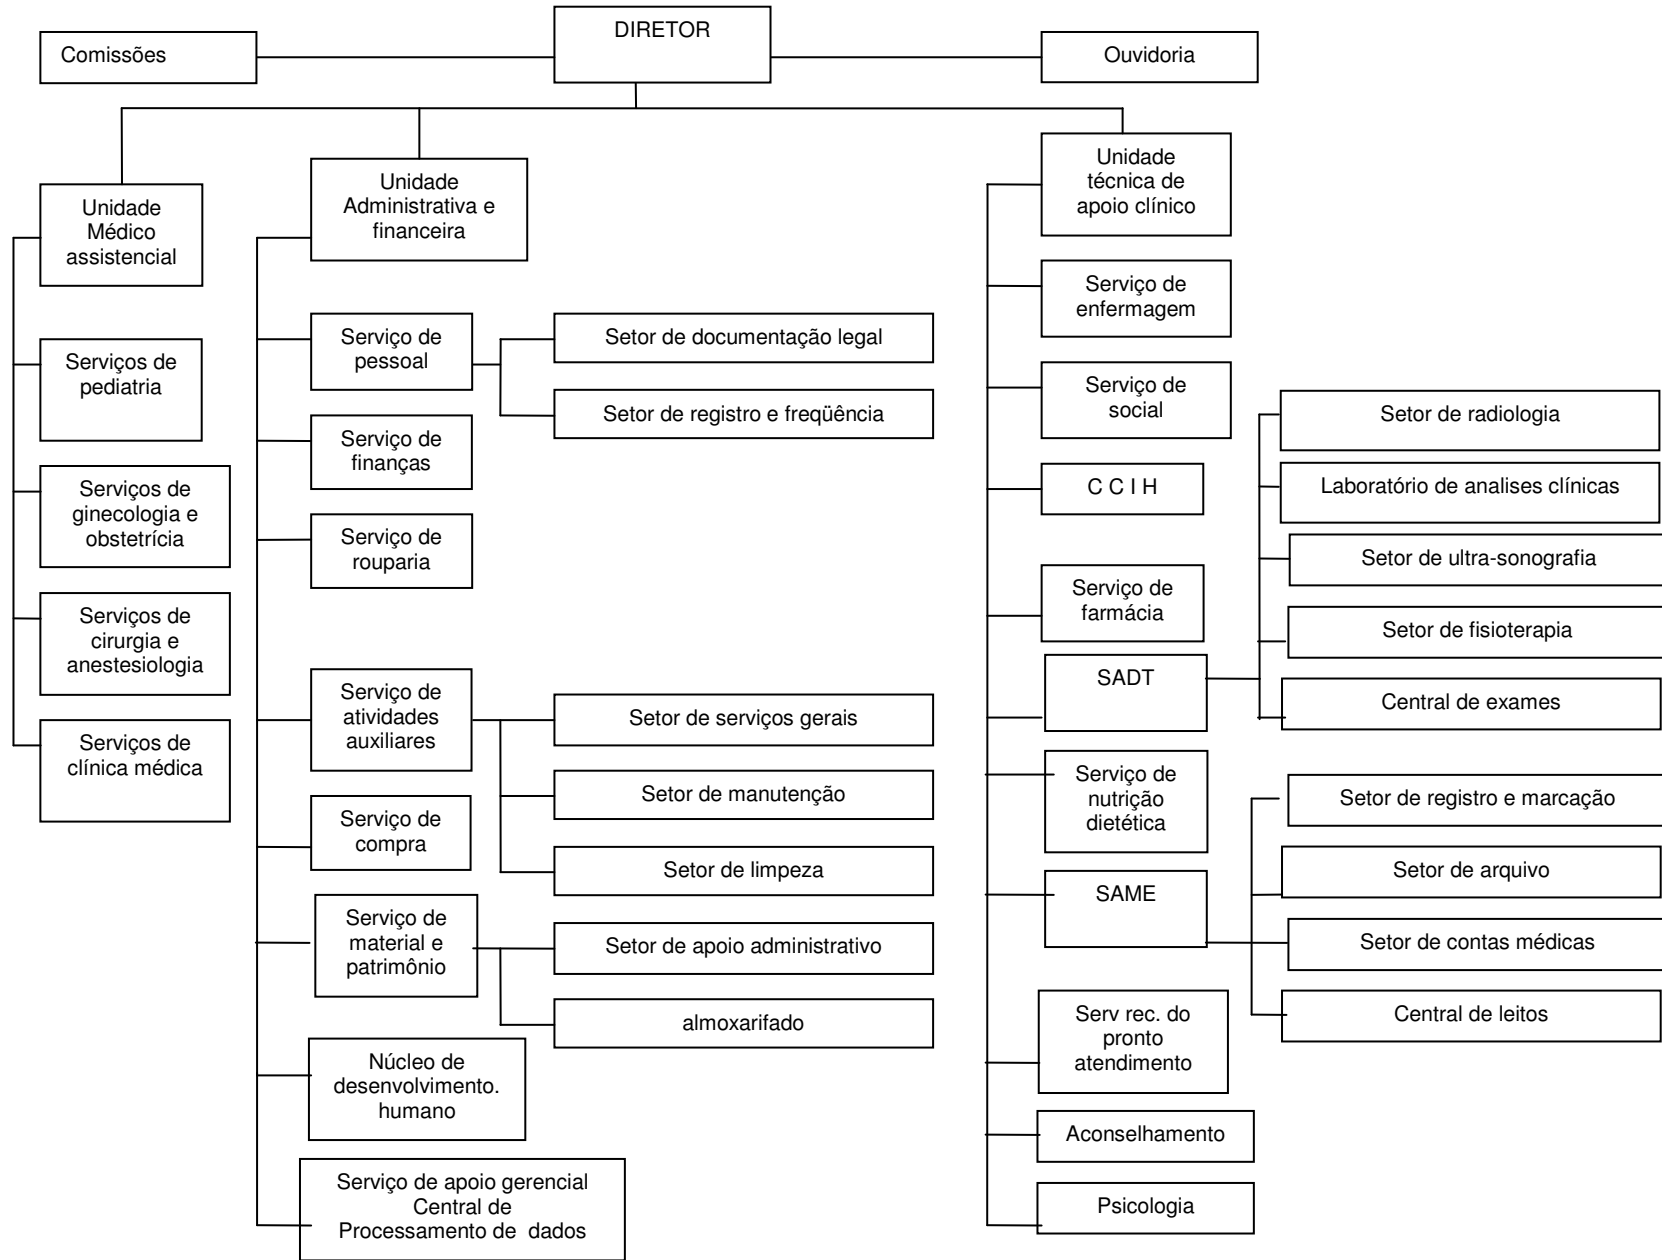 DIRETOR
Comissões
Ouvidoria
Unidade
Médico
assistencial
Serviços de
pediatria
Serviços de
ginecologia e
obstetrícia
Serviços de
cirurgia e
anestesiologia
Serviços de
clínica médica
Unidade
Administrativa e
financeira
Serviço de
pessoal
Setor de documentação legal
Setor de registro e freqüência
Serviço de
finanças
Serviço de
rouparia
Serviço de
atividades
auxiliares
Setor de serviços gerais
Setor de manutenção
Setor de limpeza
Serviço de
compra
Serviço de
material e
patrimônio
Setor de apoio administrativo
almoxarifado
Núcleo de
desenvolvimento.
humano
Serviço de apoio gerencial
Central de
Processamento de  dados
Unidade
técnica de
apoio clínico
Serviço de
enfermagem
Serviço de
social
C C I H
Serviço de
farmácia
SADT
Setor de radiologia
Laboratório de analises clínicas
Setor de ultra-sonografia
Setor de fisioterapia
Central de exames
Serviço de
nutrição
dietética
SAME
Setor de registro e marcação
Setor de arquivo
Setor de contas médicas
Central de leitos
Serv rec. do
pronto
atendimento
Aconselhamento
Psicologia